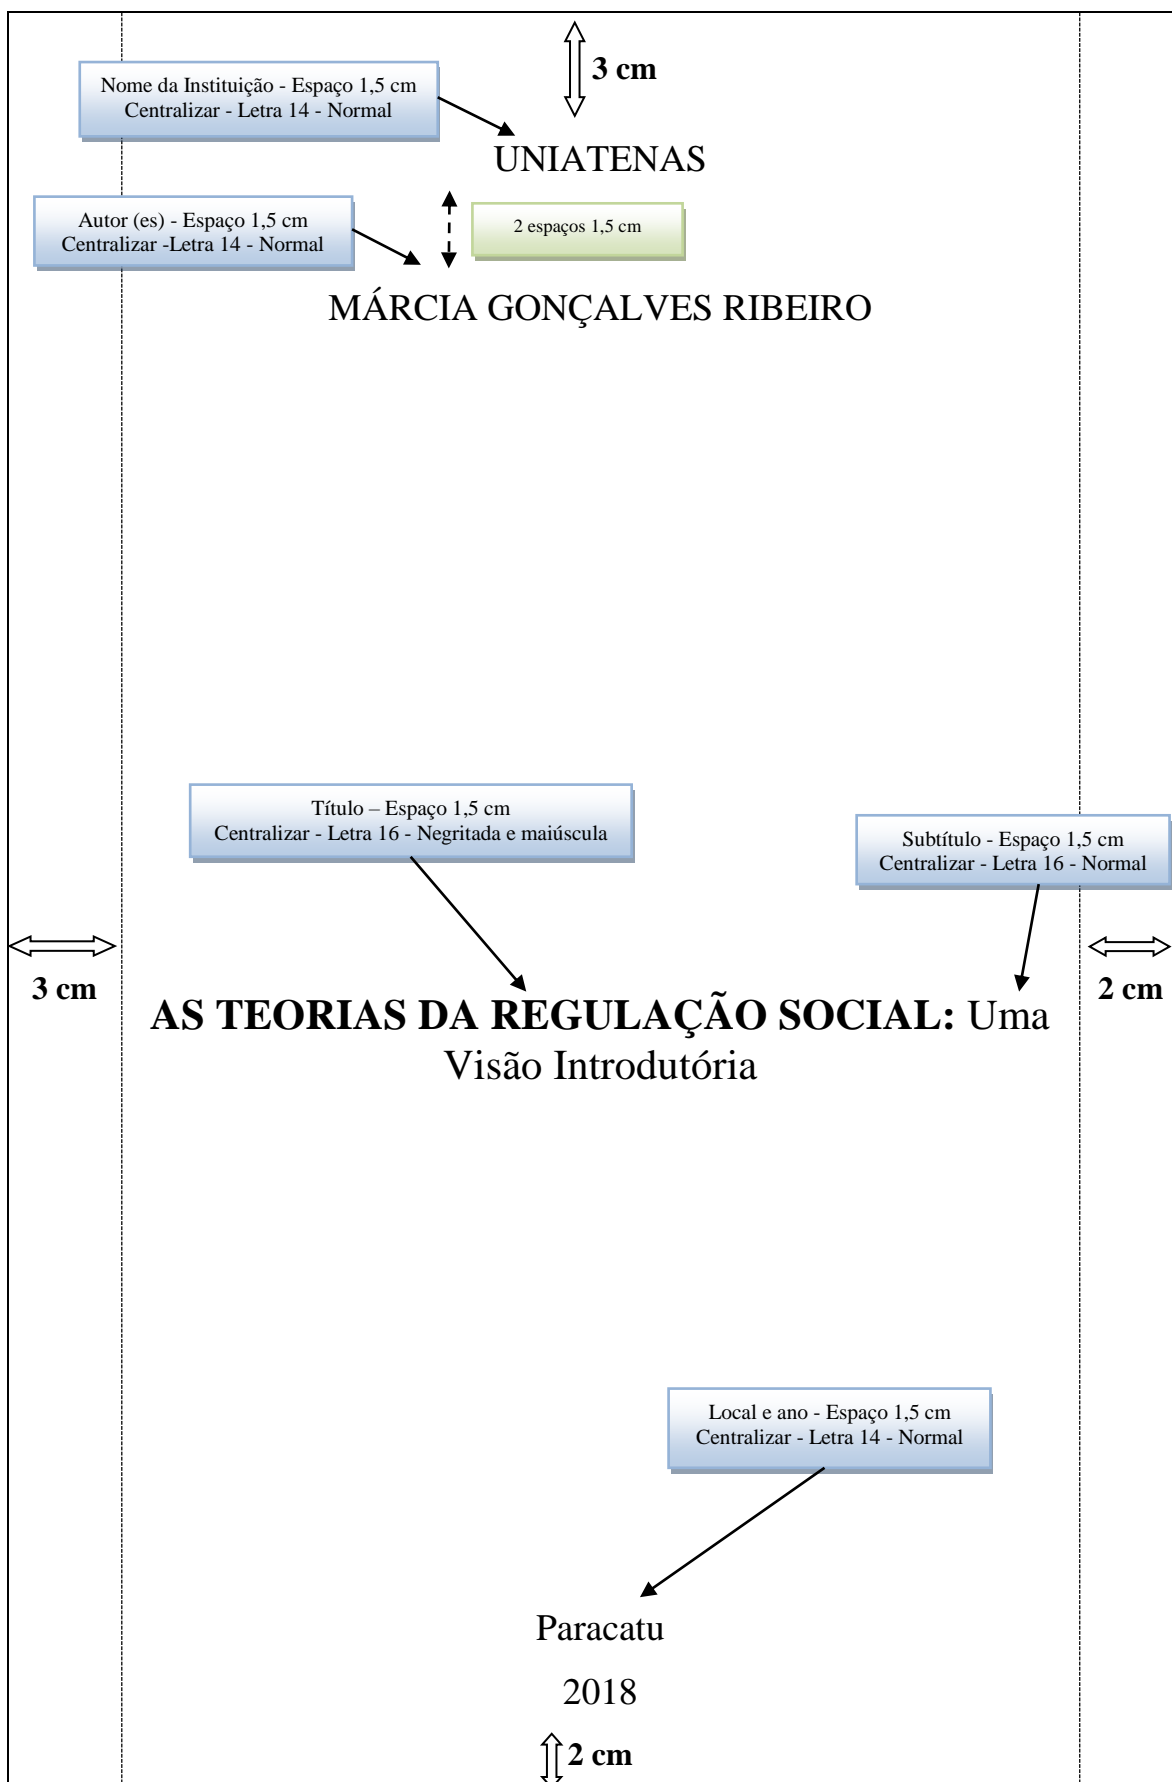 3 cm
Nome da Instituição - Espaço 1,5 cm
Centralizar - Letra 14 - Normal
UNIATENAS
Autor (es) - Espaço 1,5 cm
Centralizar -Letra 14 - Normal
2 espaços 1,5 cm
MÁRCIA GONÇALVES RIBEIRO
Título – Espaço 1,5 cm
Centralizar - Letra 16 - Negritada e maiúscula
Subtítulo - Espaço 1,5 cm
Centralizar - Letra 16 - Normal
3 cm
2 cm
AS TEORIAS DA REGULAÇÃO SOCIAL: Uma
Visão Introdutória
Local e ano - Espaço 1,5 cm
Centralizar - Letra 14 - Normal
Paracatu
2018
2 cm